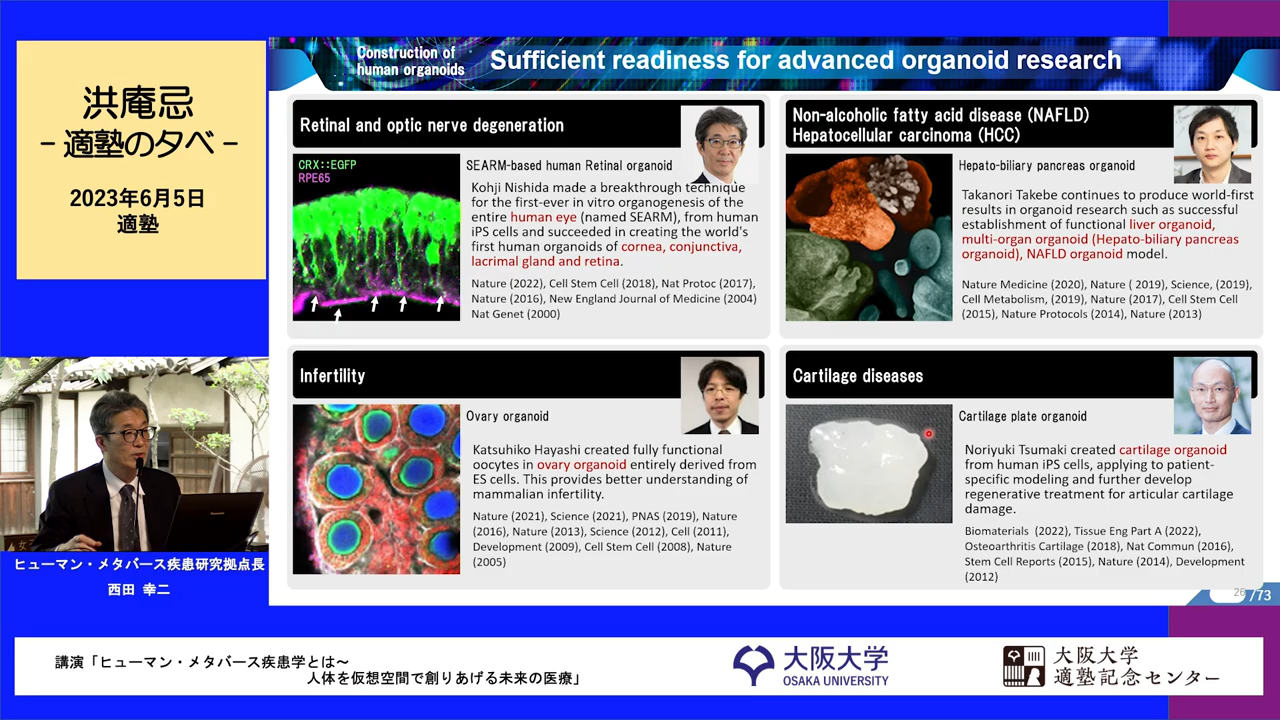 洪庵忌
- 適塾の夕べ -
2023年6月5日
適塾
Construction of
human organoids
Sufficient readiness for advanced organoid research
Retinal and optic nerve degeneration
CRX::EGFP
RPE65
SEARM-based human Retinal organoid
Kohji Nishida made a breakthrough technique
for the first-ever in vitro organogenesis of the
entire human eye (named SEARM), from human
iPS cells and succeeded in creating the world's
first human organoids of cornea, conjunctiva,
lacrimal gland and retina.
Nature (2022), Cell Stem Cell (2018), Nat Protoc (2017),
Nature (2016), New England Journal of Medicine (2004)
Nat Genet (2000)
Non-alcoholic fatty acid disease (NAFLD)
Hepatocellular carcinoma (HCC)
Hepato-biliary pancreas organoid
Takanori Takebe continues to produce world-first
results in organoid research such as successful
establishment of functional liver organoid,
multi-organ organoid (Hepato-biliary pancreas
organoid), NAFLD organoid model.
Nature Medicine (2020), Nature ( 2019), Science, (2019),
Cell Metabolism, (2019), Nature (2017), Cell Stem Cell
(2015), Nature Protocols (2014), Nature (2013)
Infertility
Ovary organoid
Katsuhiko Hayashi created fully functional
oocytes in ovary organoid entirely derived from
ES cells. This provides better understanding of
mammalian infertility.
Nature (2021), Science (2021), PNAS (2019), Nature
(2016), Nature (2013), Science (2012), Cell (2011),
Development (2009), Cell Stem Cell (2008), Nature
(2005)
Cartilage diseases
Cartilage plate organoid
Noriyuki Tsumaki created cartilage organoid
from human iPS cells, applying to patient-
specific modeling and further develop
regenerative treatment for articular cartilage
damage.
Biomaterials (2022), Tissue Eng Part A (2022),
Osteoarthritis Cartilage (2018), Nat Commun (2016),
Stem Cell Reports (2015), Nature (2014), Development
(2012)
26/73
ヒューマン・メタバース疾患研究拠点長
西田 幸二
講演「ヒューマン・メタバース疾患学とは〜
人体を仮想空間で創りあげる未来の医療」
大阪大学
OSAKA UNIVERSITY
大阪大学
適塾記念センター